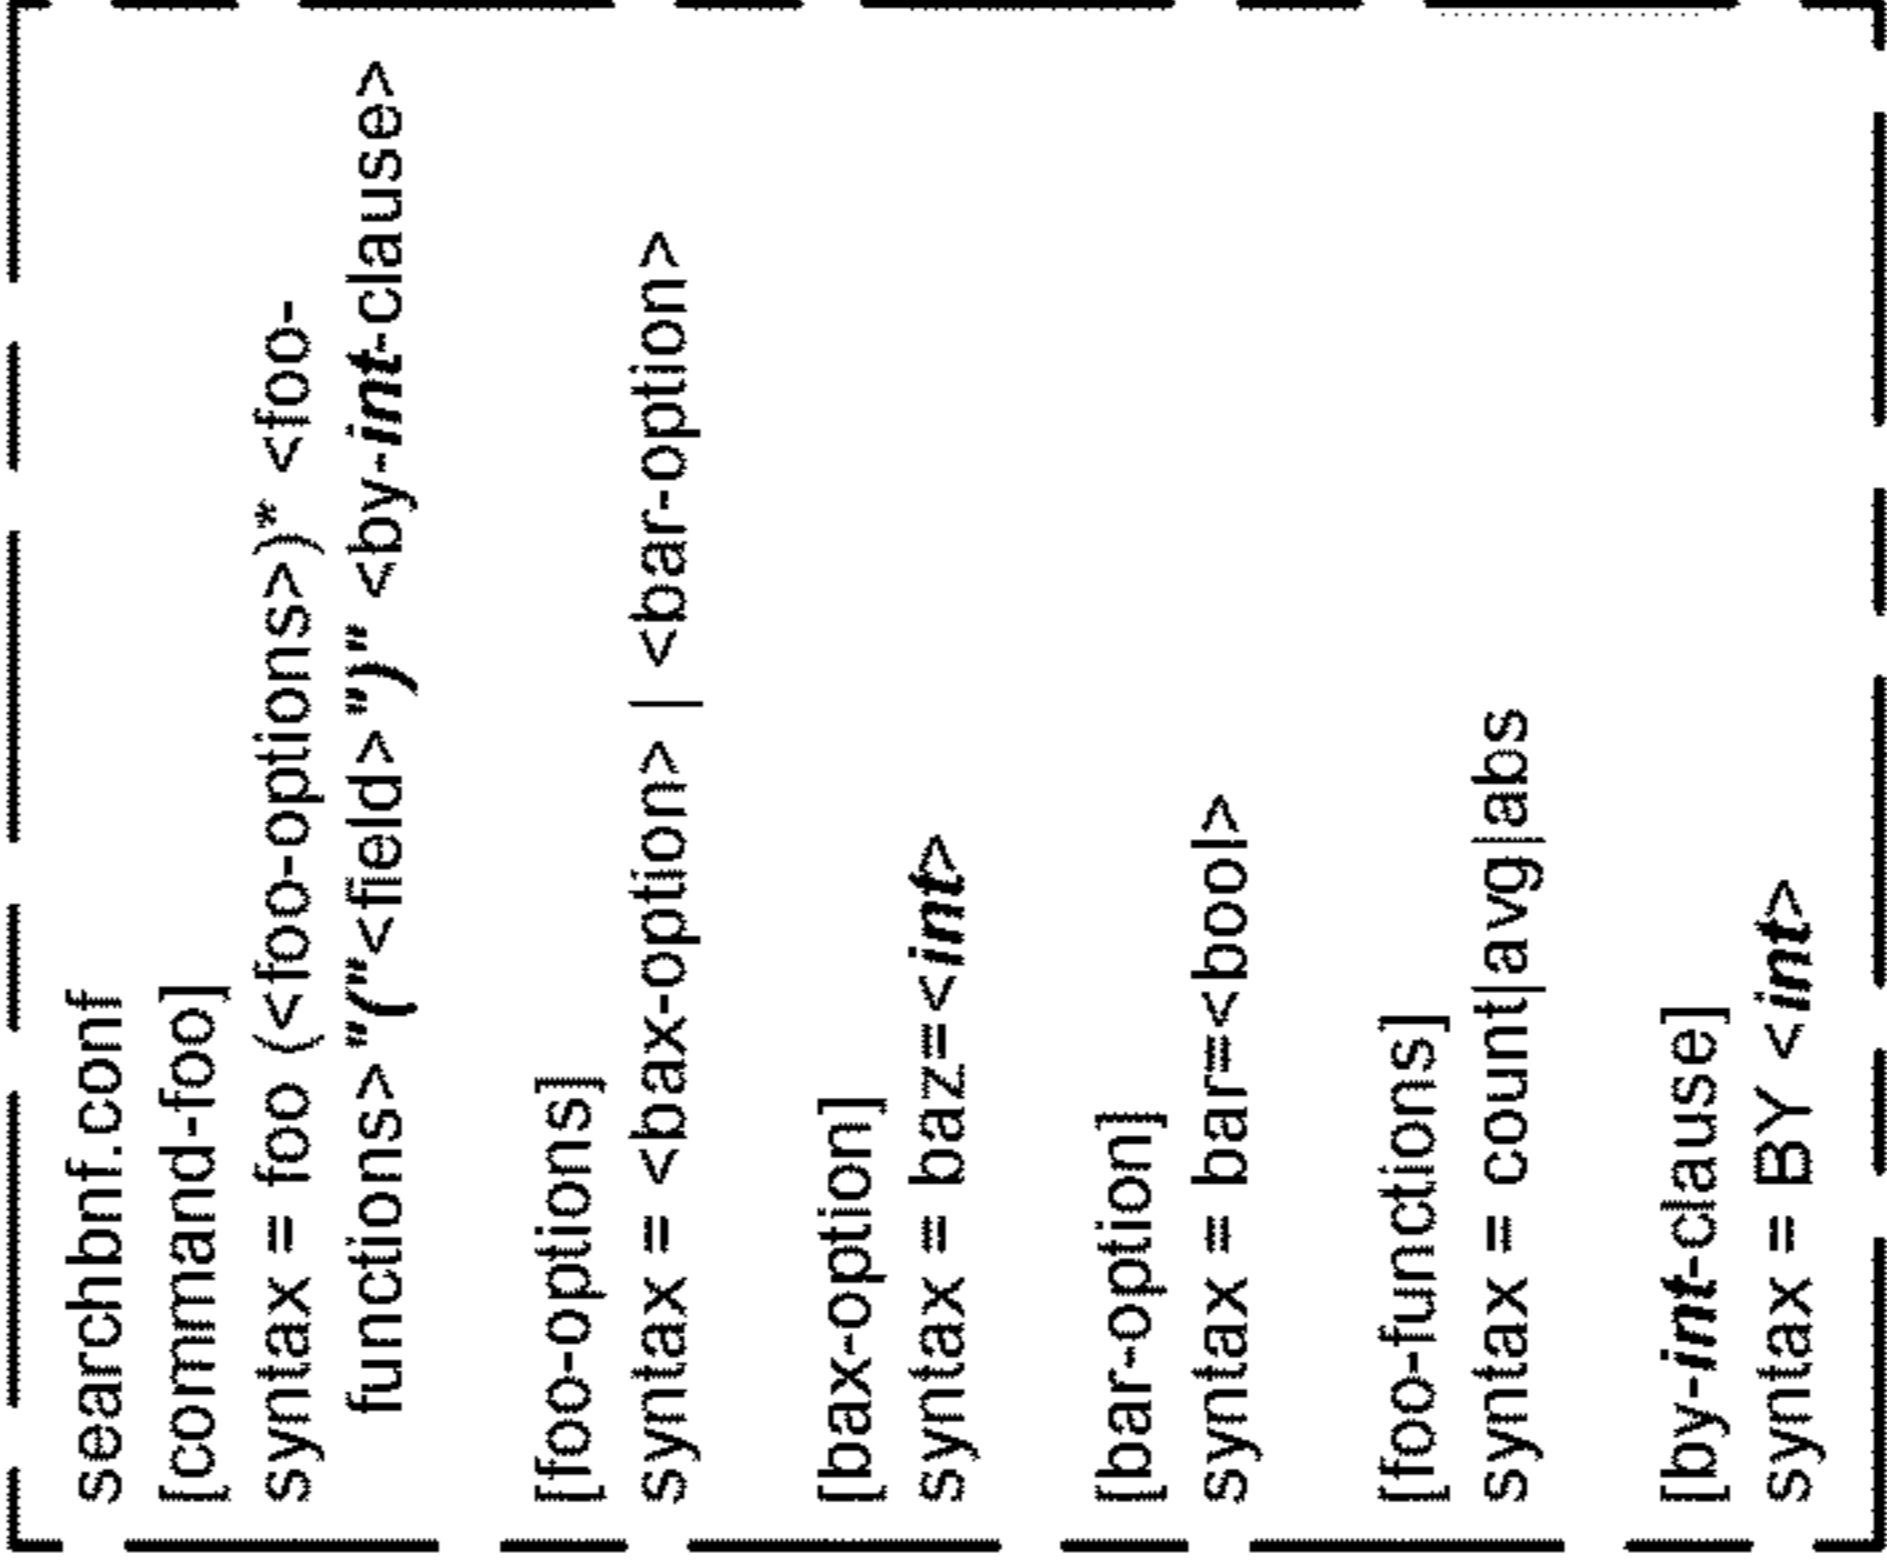 searchbnf.conf
[command-foo]
syntax = foo (<foo-options>)* <foo-
functions>"("<field>")" <by-int-clause>
[foo-options]
syntax = <bax-option> | <bar-option>
[bax-option]
syntax = baz=<int>
[bar-option]
syntax = bar=<bool>
[foo-functions]
syntax = count|avg|abs
[by-int-clause]
syntax = BY <int>